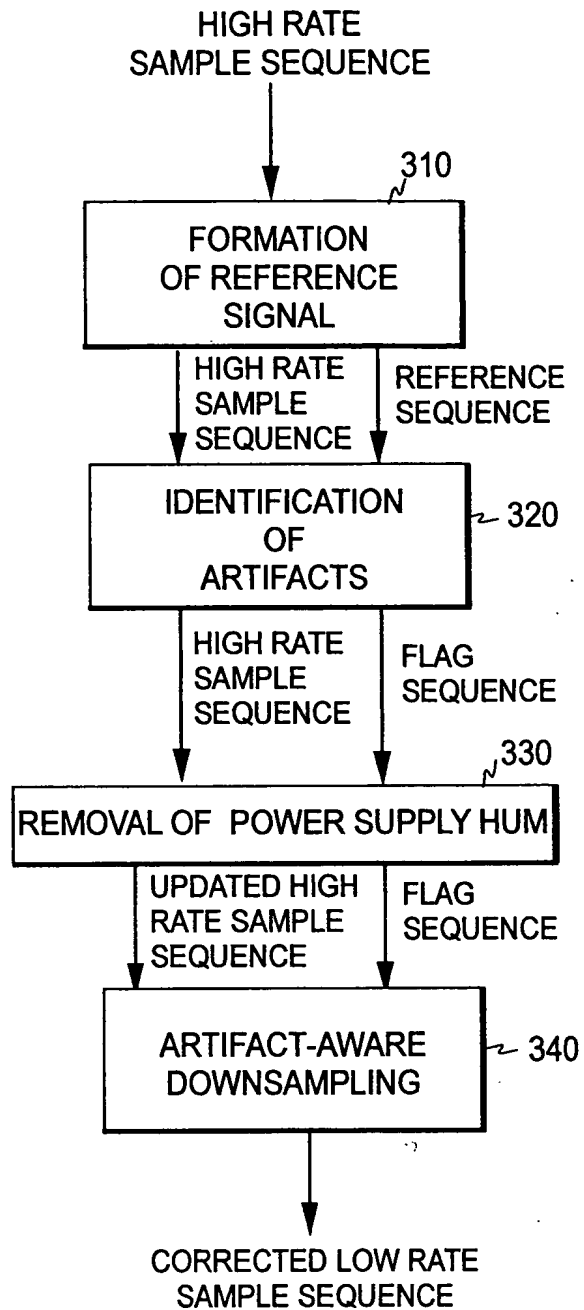 HIGH RATE
SAMPLE SEQUENCE
310
FORMATION
OF REFERENCE
SIGNAL
HIGH RATE
SAMPLE
SEQUENCE
REFERENCE
SEQUENCE
IDENTIFICATION
OF
ARTIFACTS
320
HIGH RATE
SAMPLE
SEQUENCE
FLAG
SEQUENCE
330
REMOVAL OF POWER SUPPLY HUM
UPDATED HIGH
RATE SAMPLE
SEQUENCE
FLAG
SEQUENCE
ARTIFACT-AWARE
DOWNSAMPLING
340
CORRECTED LOW RATE
SAMPLE SEQUENCE